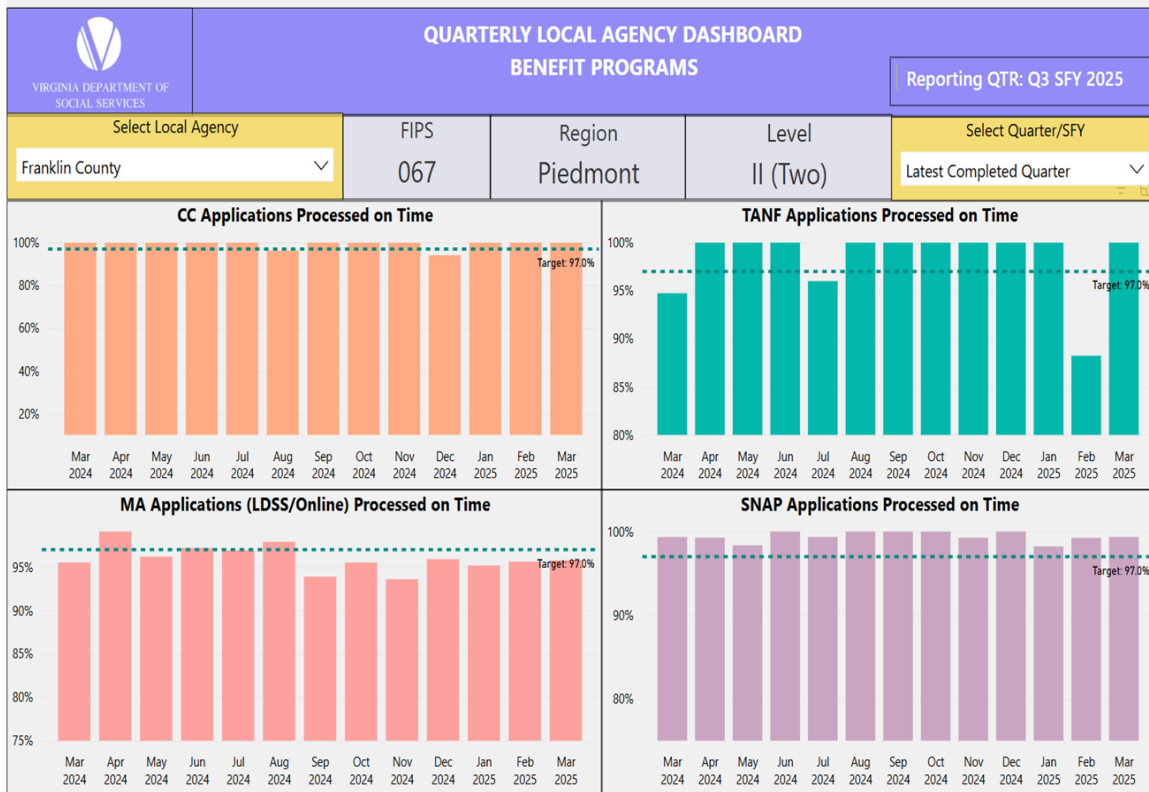 QUARTERLY LOCAL AGENCY DASHBOARD
BENEFIT PROGRAMS
VIRGINIA DEPARTMENT OF
SOCIAL SERVICES
Reporting QTR: Q3 SFY 2025
Select Local Agency
Franklin County
FIPS
067
Region
Piedmont
Level
II (Two)
Select Quarter/SFY
Latest Completed Quarter
CC Applications Processed on Time
100%
80%
60%
40%
20%
Target: 97.0%
Mar Apr May Jun Jul Aug Sep Oct Nov Dec Jan Feb Mar
2024 2024 2024 2024 2024 2024 2024 2024 2024 2024 2025 2025 2025
TANF Applications Processed on Time
100%
95%
90%
85%
80%
Target: 97.0%
Mar Apr May Jun Jul Aug Sep Oct Nov Dec Jan Feb Mar
2024 2024 2024 2024 2024 2024 2024 2024 2024 2024 2025 2025 2025
MA Applications (LDSS/Online) Processed on Time
95%
90%
85%
80%
75%
Target: 97.0%
Mar Apr May Jun Jul Aug Sep Oct Nov Dec Jan Feb Mar
2024 2024 2024 2024 2024 2024 2024 2024 2024 2024 2025 2025 2025
SNAP Applications Processed on Time
100%
90%
80%
Target: 97.0%
Mar Apr May Jun Jul Aug Sep Oct Nov Dec Jan Feb Mar
2024 2024 2024 2024 2024 2024 2024 2024 2024 2024 2025 2025 2025